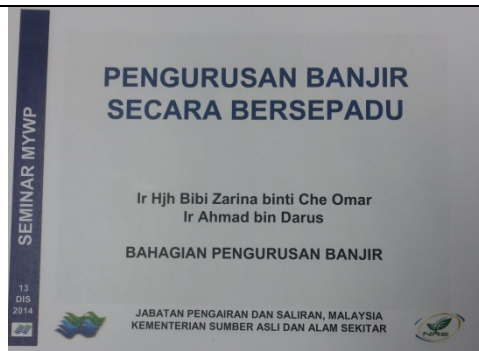 PENGURUSAN BANJIR
SECARA BERSEPADU
Ir Hjh Bibi Zarina binti Che Omar
Ir Ahmad bin Darus
BAHAGIAN PENGURUSAN BANJIR
SEMINAR MYWP
13
DIS
2014
JABATAN PENGAIRAN DAN SALIRAN, MALAYSIA
KEMENTERIAN SUMBER ASLI DAN ALAM SEKITAR
NRE